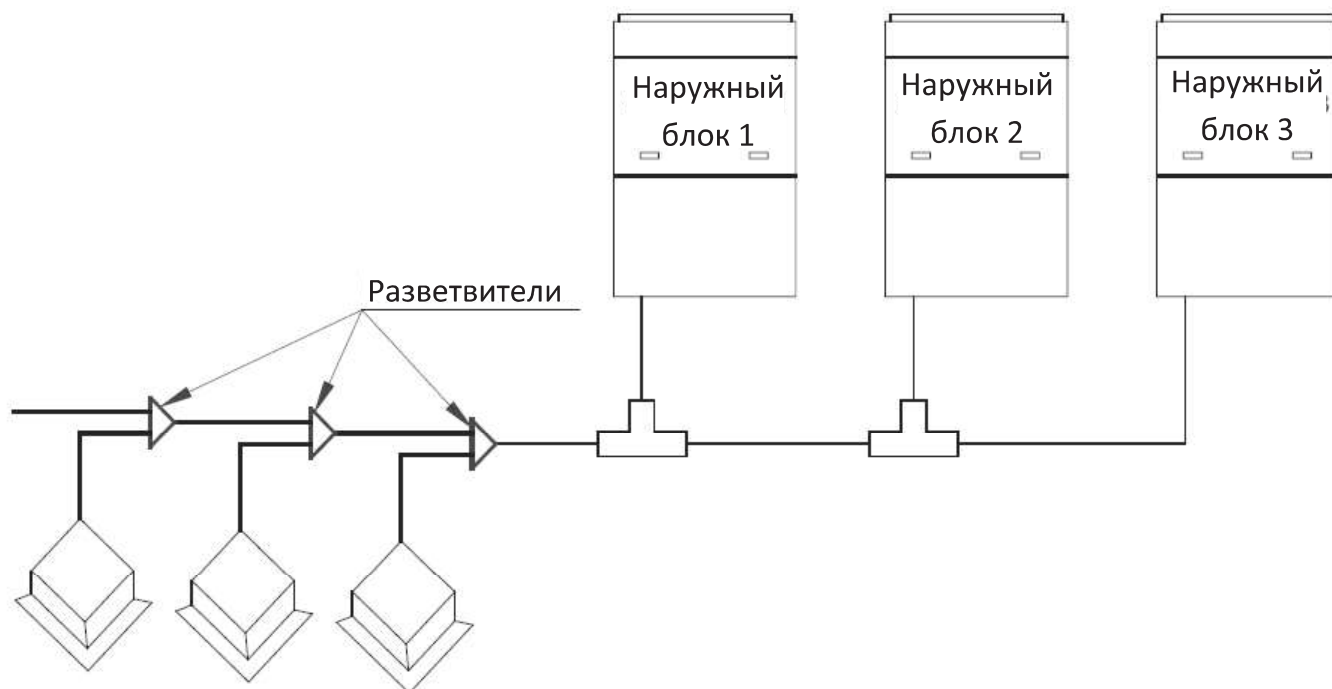 Наружный
блок 1
Наружный
блок 2
Наружный
блок 3
Разветвители